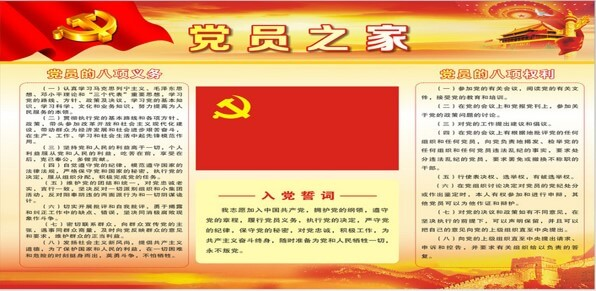 党员之家
党员的八项义务
(一)认真学习马克思列宁主义、毛泽东思
想、邓小平理论和“三个代表”重要思想,学习
党的路线、方针、政策及决议,学习党的基本知
识,学习科学、文化和业务知识,努力提高为人
民服务的本领。
(二)贯彻执行党的基本路线和各项方针、
政策,带头参加改革开放和社会主义现代化建
设,带动群众为经济发展和社会进步艰苦奋斗,
在生产、工作、学习和社会生活中起先锋模范作
用。
(三)坚持党和人民的利益高于一切,个人
利益服从党和人民的利益,吃苦在前,享受在
后,克己奉公,多做贡献。
(四)自觉遵守党的纪律,模范遵守国家的
法律法规,严格保守党和国家的秘密,执行党的
决定,服从组织分配,积极完成党的任务。
(五)维护党的团结和统一,对党忠诚老
实,言行一致,坚决反对一切派别组织和小集团
活动,反对阳奉阴违的两面派行为和一切阴谋诡
计。
(六)切实开展批评和自我批评,勇于揭露
和纠正工作中的缺点、错误,坚决同消极腐败现
象作斗争。
(七)密切联系群众,向群众宣传党的主
张,遇事同群众商量,及时向党反映群众的意见
和要求,维护群众的正当利益。
(八)发扬社会主义新风尚,提倡共产主义
道德,为了保护国家和人民的利益,在一切困难
和危险的时刻挺身而出,英勇斗争,不怕牺牲。
入党誓词
我志愿加入中国共产党,拥护党的纲领,遵守
党的章程,履行党员义务,执行党的决定,严守党
的纪律,保守党的秘密,对党忠诚,积极工作,为
共产主义奋斗终身,随时准备为党和人民牺牲一切,
永不叛党。
党员的八项权利
(一)参加党的有关会议,阅读党的有关文
件,接受党的教育和培训。
(二)在党的会议上和党报党刊上,参加关
于党的政策问题的讨论。
(三)对党的工作提出建议和倡议。
(四)在党的会议上有根据地批评党的任何
组织和任何党员,向党负责地揭发、检举党的
任何组织和任何党员违法乱纪的事实,要求处
分违法乱纪的党员,要求罢免或撤换不称职的
干部。
(五)行使表决权、选举权,有被选举权。
(六)在党组织讨论决定对党员的党纪处分
或作出鉴定时,本人有权参加和进行申辩,其
他党员可以为他作证和辩护。
(七)对党的决议和政策如有不同意见,在
坚决执行的前提下,可以声明保留,并且可以
把自己的意见向党的上级组织直至中央提出。
(八)向党的上级组织直至中央提出请求、
申诉和控告,并要求有关组织给以负责的答
复。